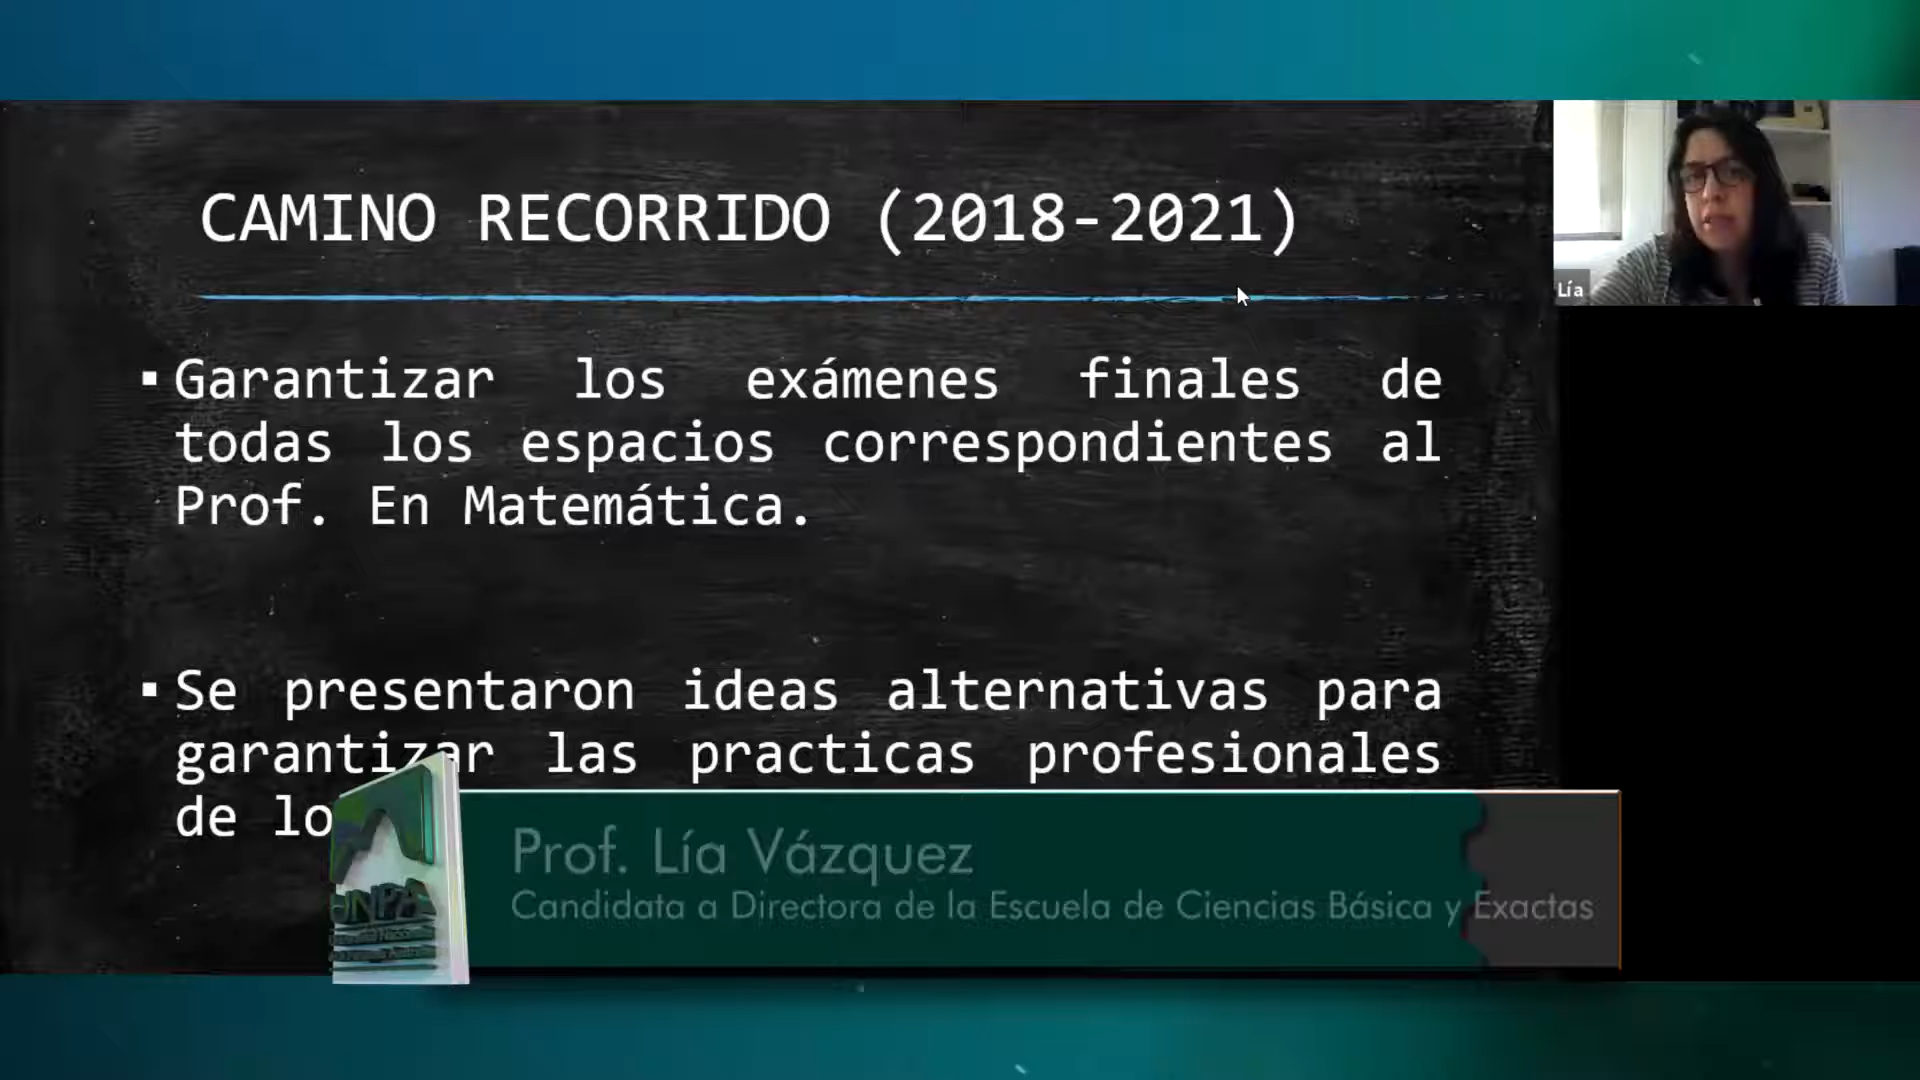 CAMINO RECORRIDO (2018-2021)
Lía
▪ Garantizar los exámenes finales de
todas los espacios correspondientes al
Prof. En Matemática.
▪ Se presentaron ideas alternativas para
garantizar las practicas profesionales
de lo
Prof. Lía Vázquez
Candidata a Directora de la Escuela de Ciencias Básica y Exactas
UNPA